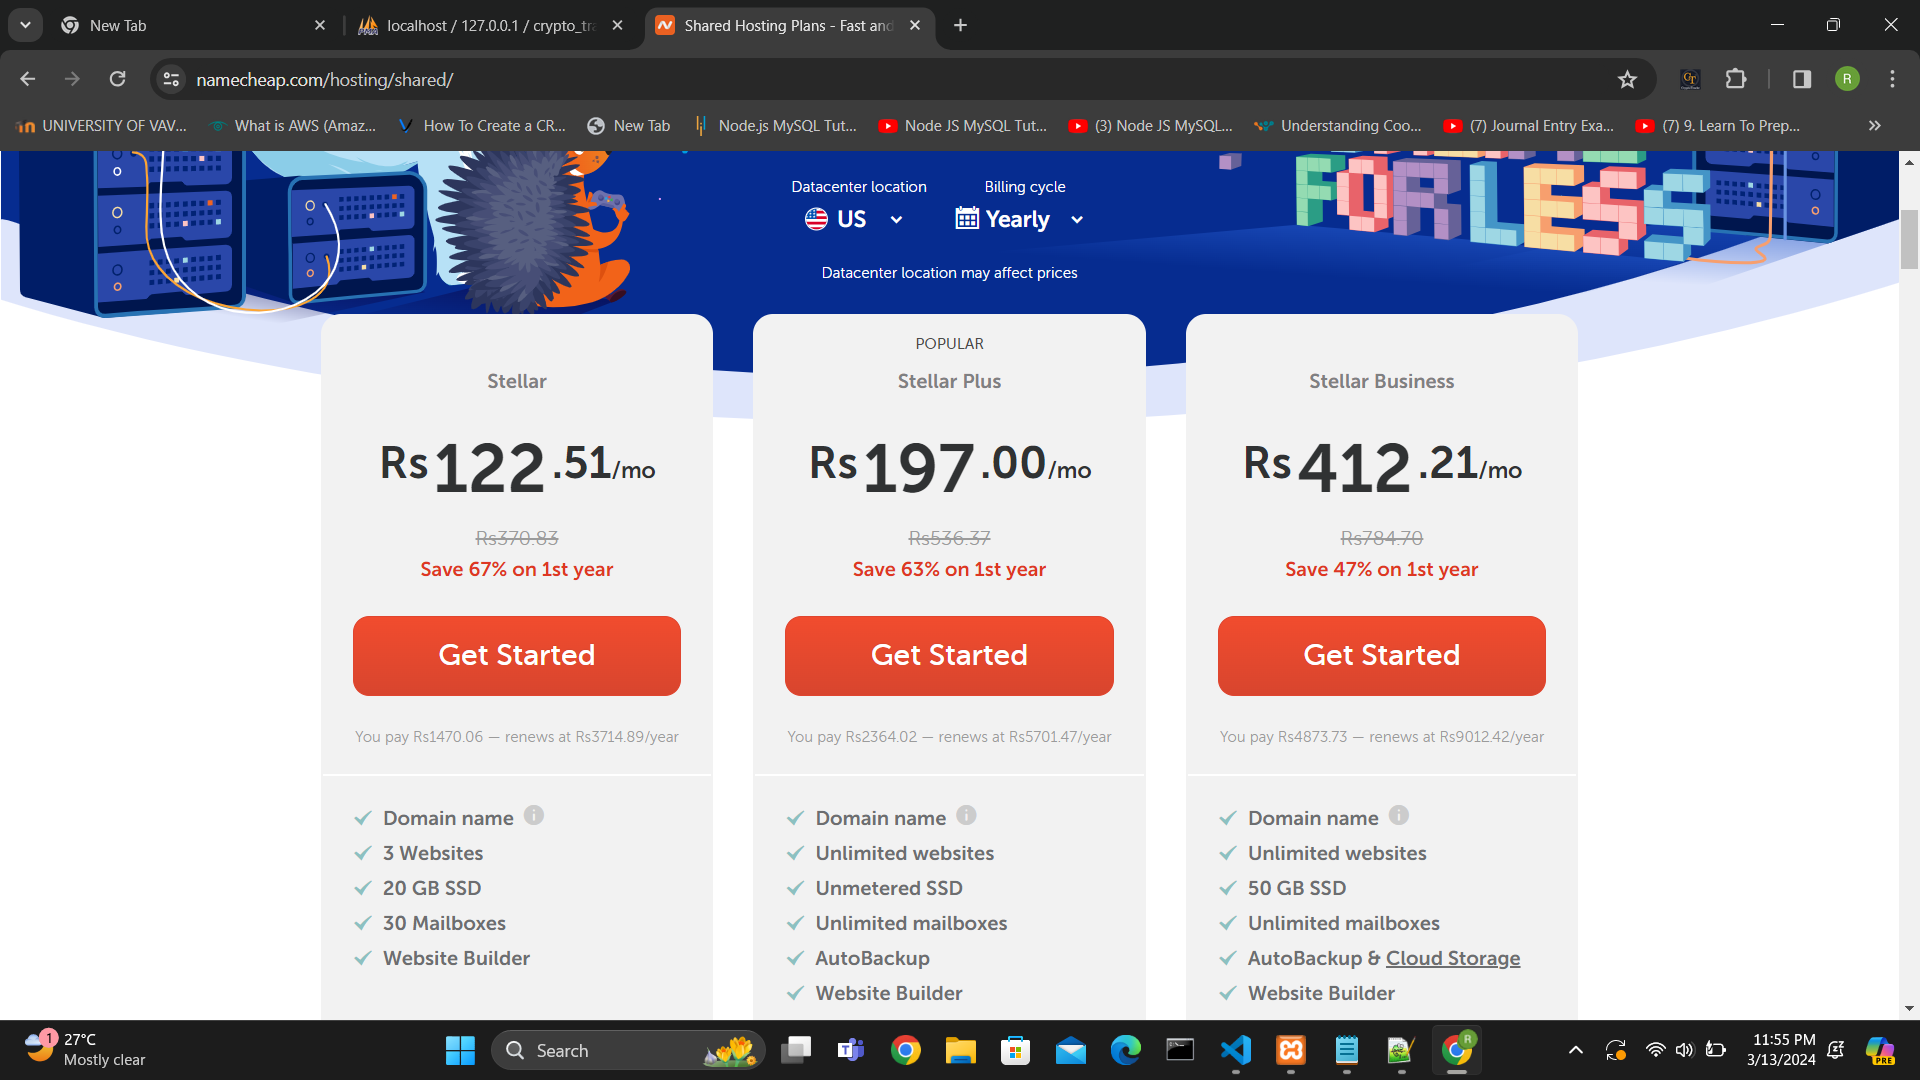 New Tab
localhost / 127.0.0.1 / crypto_tra
Shared Hosting Plans - Fast and
namecheap.com/hosting/shared/
R
UNIVERSITY OF VAV...
What is AWS (Amaz...
How To Create a CR...
New Tab
Node.js MySQL Tut...
Node JS MySQL Tut...
(3) Node JS MySQL...
Understanding Coo...
(7) Journal Entry Exa...
(7) 9. Learn To Prep...
FOR LESS
Datacenter location
Billing cycle
US
Yearly
Datacenter location may affect prices
Stellar
Rs122.51/mo
Rs370.83
Save 67% on 1st year
Get Started
You pay Rs1470.06 — renews at Rs3714.89/year
Domain name
3 Websites
20 GB SSD
30 Mailboxes
Website Builder
POPULAR
Stellar Plus
Rs197.00/mo
Rs536.37
Save 63% on 1st year
Get Started
You pay Rs2364.02 — renews at Rs5701.47/year
Domain name
Unlimited websites
Unmetered SSD
Unlimited mailboxes
AutoBackup
Website Builder
Stellar Business
Rs412.21/mo
Rs784.70
Save 47% on 1st year
Get Started
You pay Rs4873.73 — renews at Rs9012.42/year
Domain name
Unlimited websites
50 GB SSD
Unlimited mailboxes
AutoBackup & Cloud Storage
Website Builder
1
27°C
Mostly clear
Search
R
11:55 PM
3/13/2024
PRE